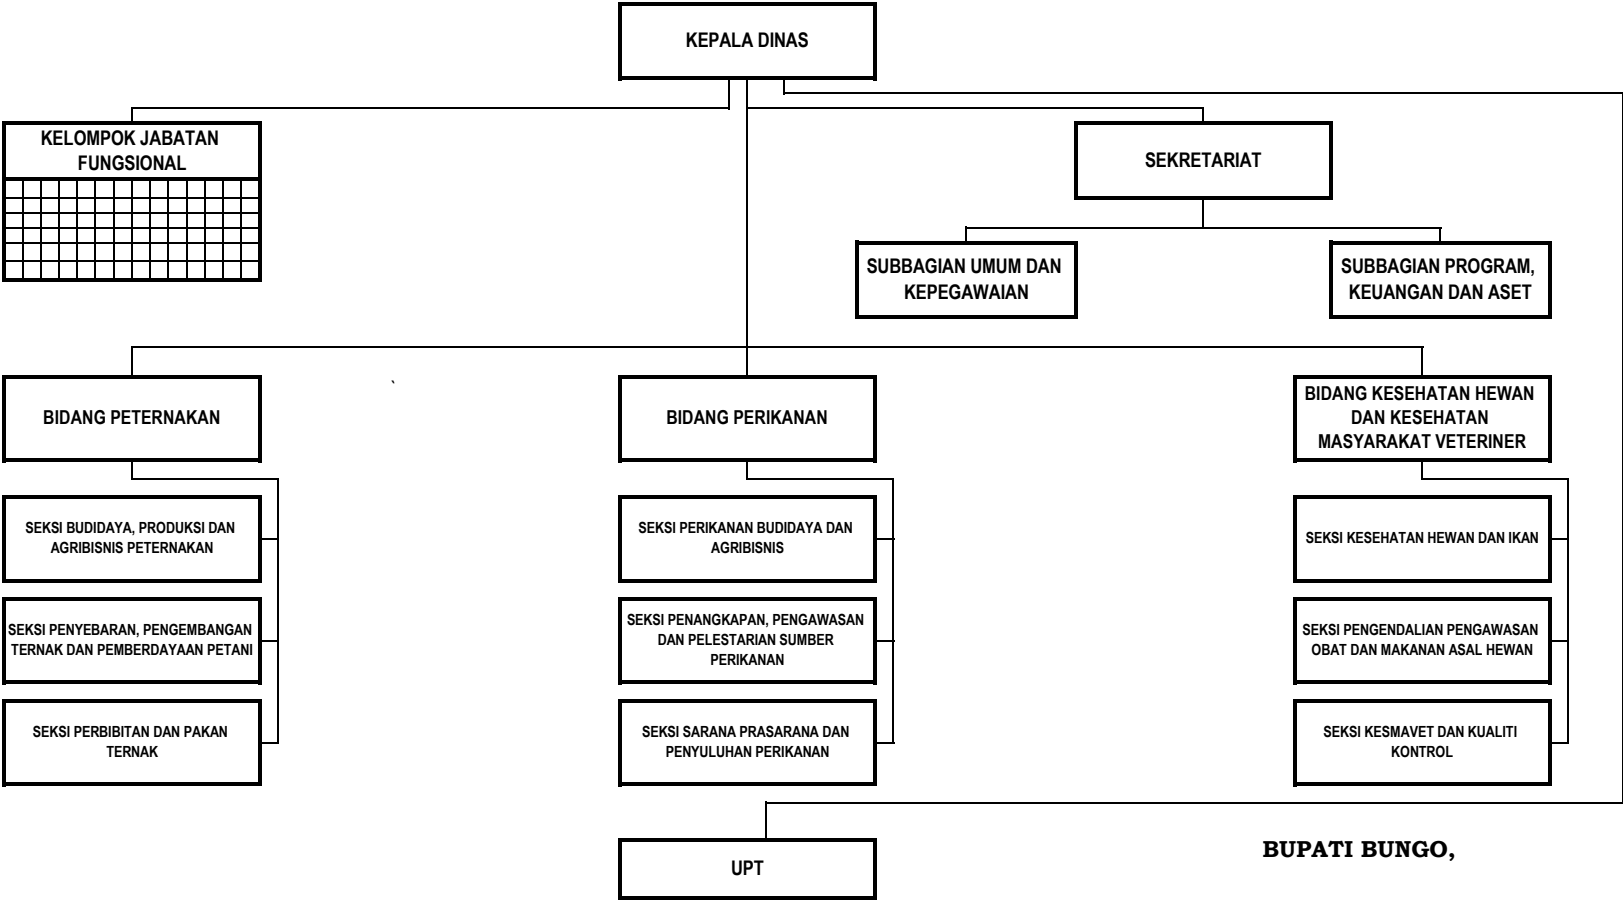 KEPALA DINAS
KELOMPOK JABATAN
FUNGSIONAL
SEKRETARIAT
SUBBAGIAN UMUM DAN
KEPEGAWAIAN
SUBBAGIAN PROGRAM,
KEUANGAN DAN ASET
BIDANG PETERNAKAN
`
BIDANG PERIKANAN
BIDANG KESEHATAN HEWAN
DAN KESEHATAN
MASYARAKAT VETERINER
SEKSI BUDIDAYA, PRODUKSI DAN
AGRIBISNIS PETERNAKAN
SEKSI PERIKANAN BUDIDAYA DAN
AGRIBISNIS
SEKSI KESEHATAN HEWAN DAN IKAN
SEKSI PENYEBARAN, PENGEMBANGAN
TERNAK DAN PEMBERDAYAAN PETANI
SEKSI PENANGKAPAN, PENGAWASAN
DAN PELESTARIAN SUMBER
PERIKANAN
SEKSI PENGENDALIAN PENGAWASAN
OBAT DAN MAKANAN ASAL HEWAN
SEKSI PERBIBITAN DAN PAKAN
TERNAK
SEKSI SARANA PRASARANA DAN
PENYULUHAN PERIKANAN
SEKSI KESMAVET DAN KUALITI
KONTROL
UPT
BUPATI BUNGO,